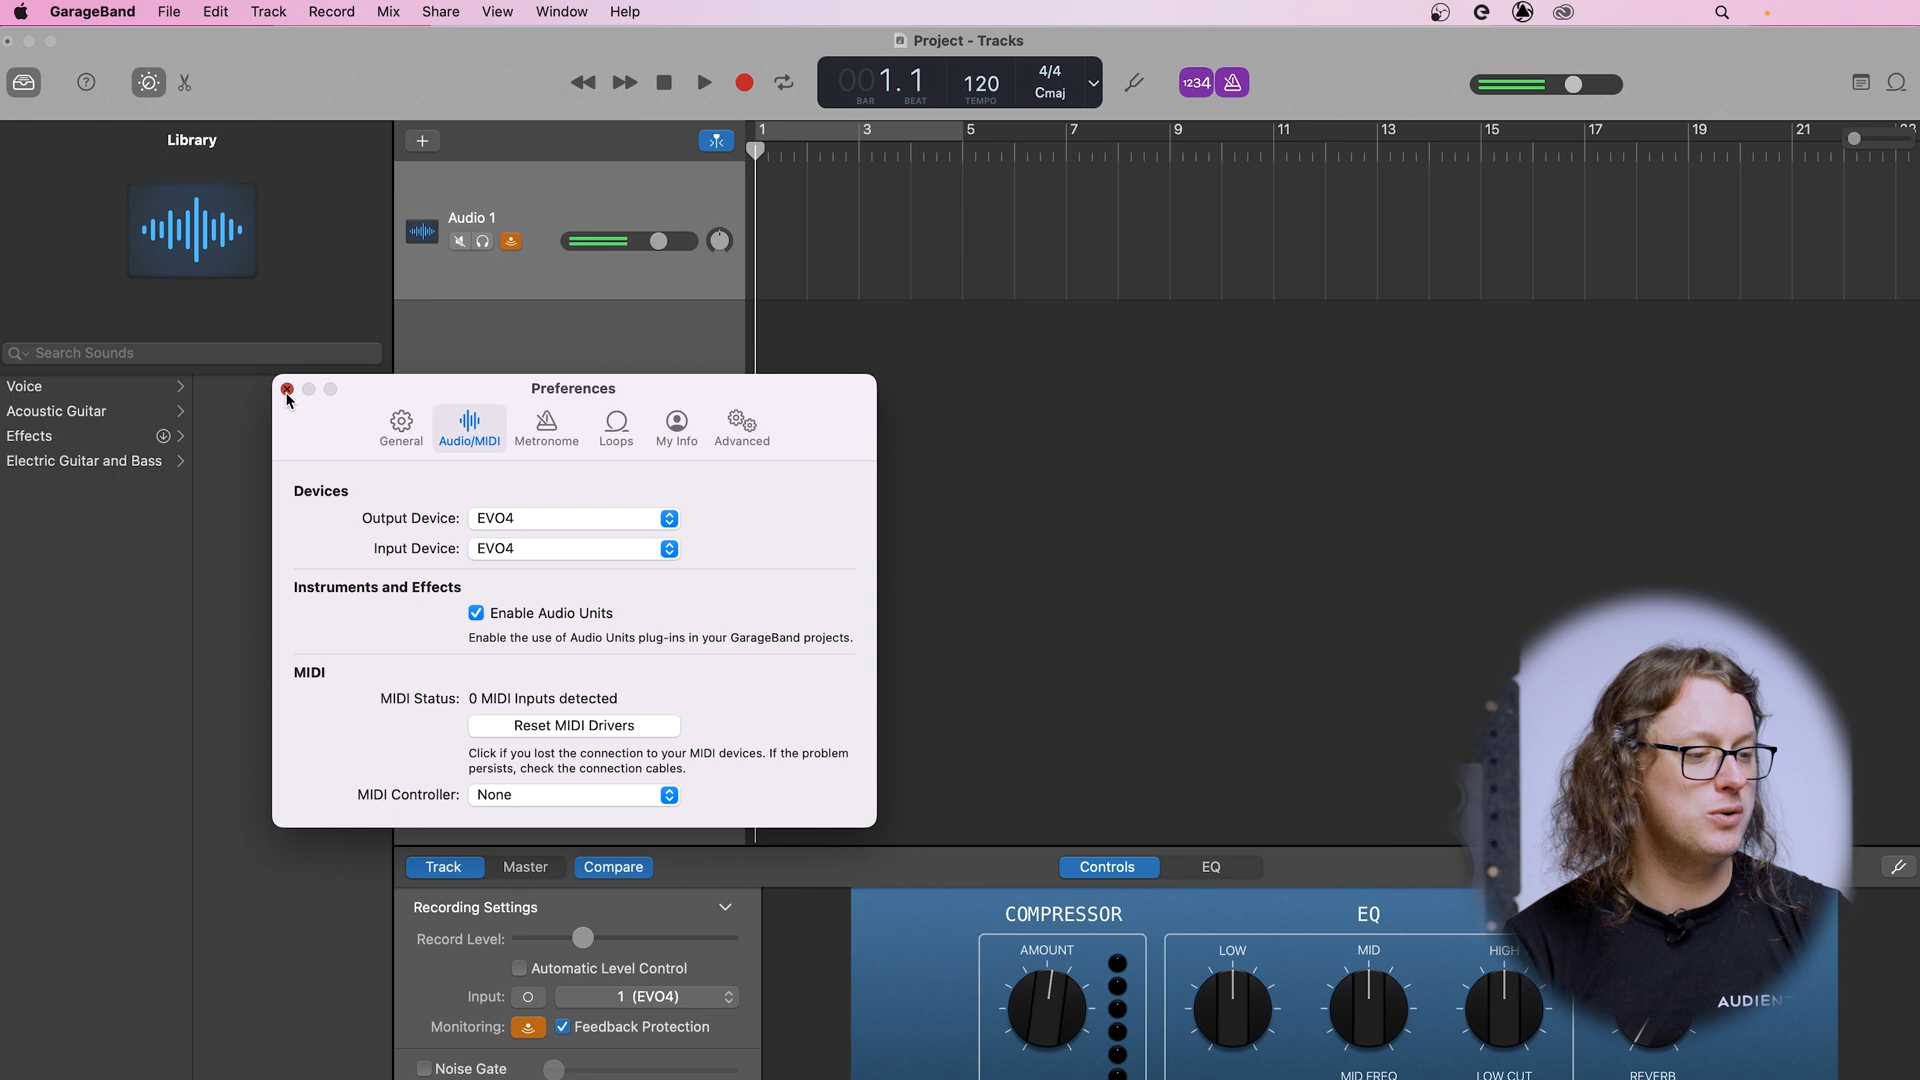 GarageBand File Edit Track Record Mix Share View Window Help
Project - Tracks
001.1 120 4/4 Cmaj
BAR BEAT TEMPO
1234
Library
1 3 5 7 9 11 13 15 17 19 21
Audio 1
Search Sounds
Voice
Acoustic Guitar
Effects
Electric Guitar and Bass
Preferences
General Audio/MIDI Metronome Loops My Info Advanced
Devices
Output Device: EVO4
Input Device: EVO4
Instruments and Effects
Enable Audio Units
Enable the use of Audio Units plug-ins in your GarageBand projects.
MIDI
MIDI Status: 0 MIDI Inputs detected
Reset MIDI Drivers
Click if you lost the connection to your MIDI devices. If the problem
persists, check the connection cables.
MIDI Controller: None
Track Master Compare Controls EQ
Recording Settings
Record Level:
Automatic Level Control
Input: 1 (EVO4)
Monitoring: Feedback Protection
Noise Gate
COMPRESSOR EQ
AMOUNT LOW MID HIGH
MID FREQ LOW CUT REVERB
AUDIEN